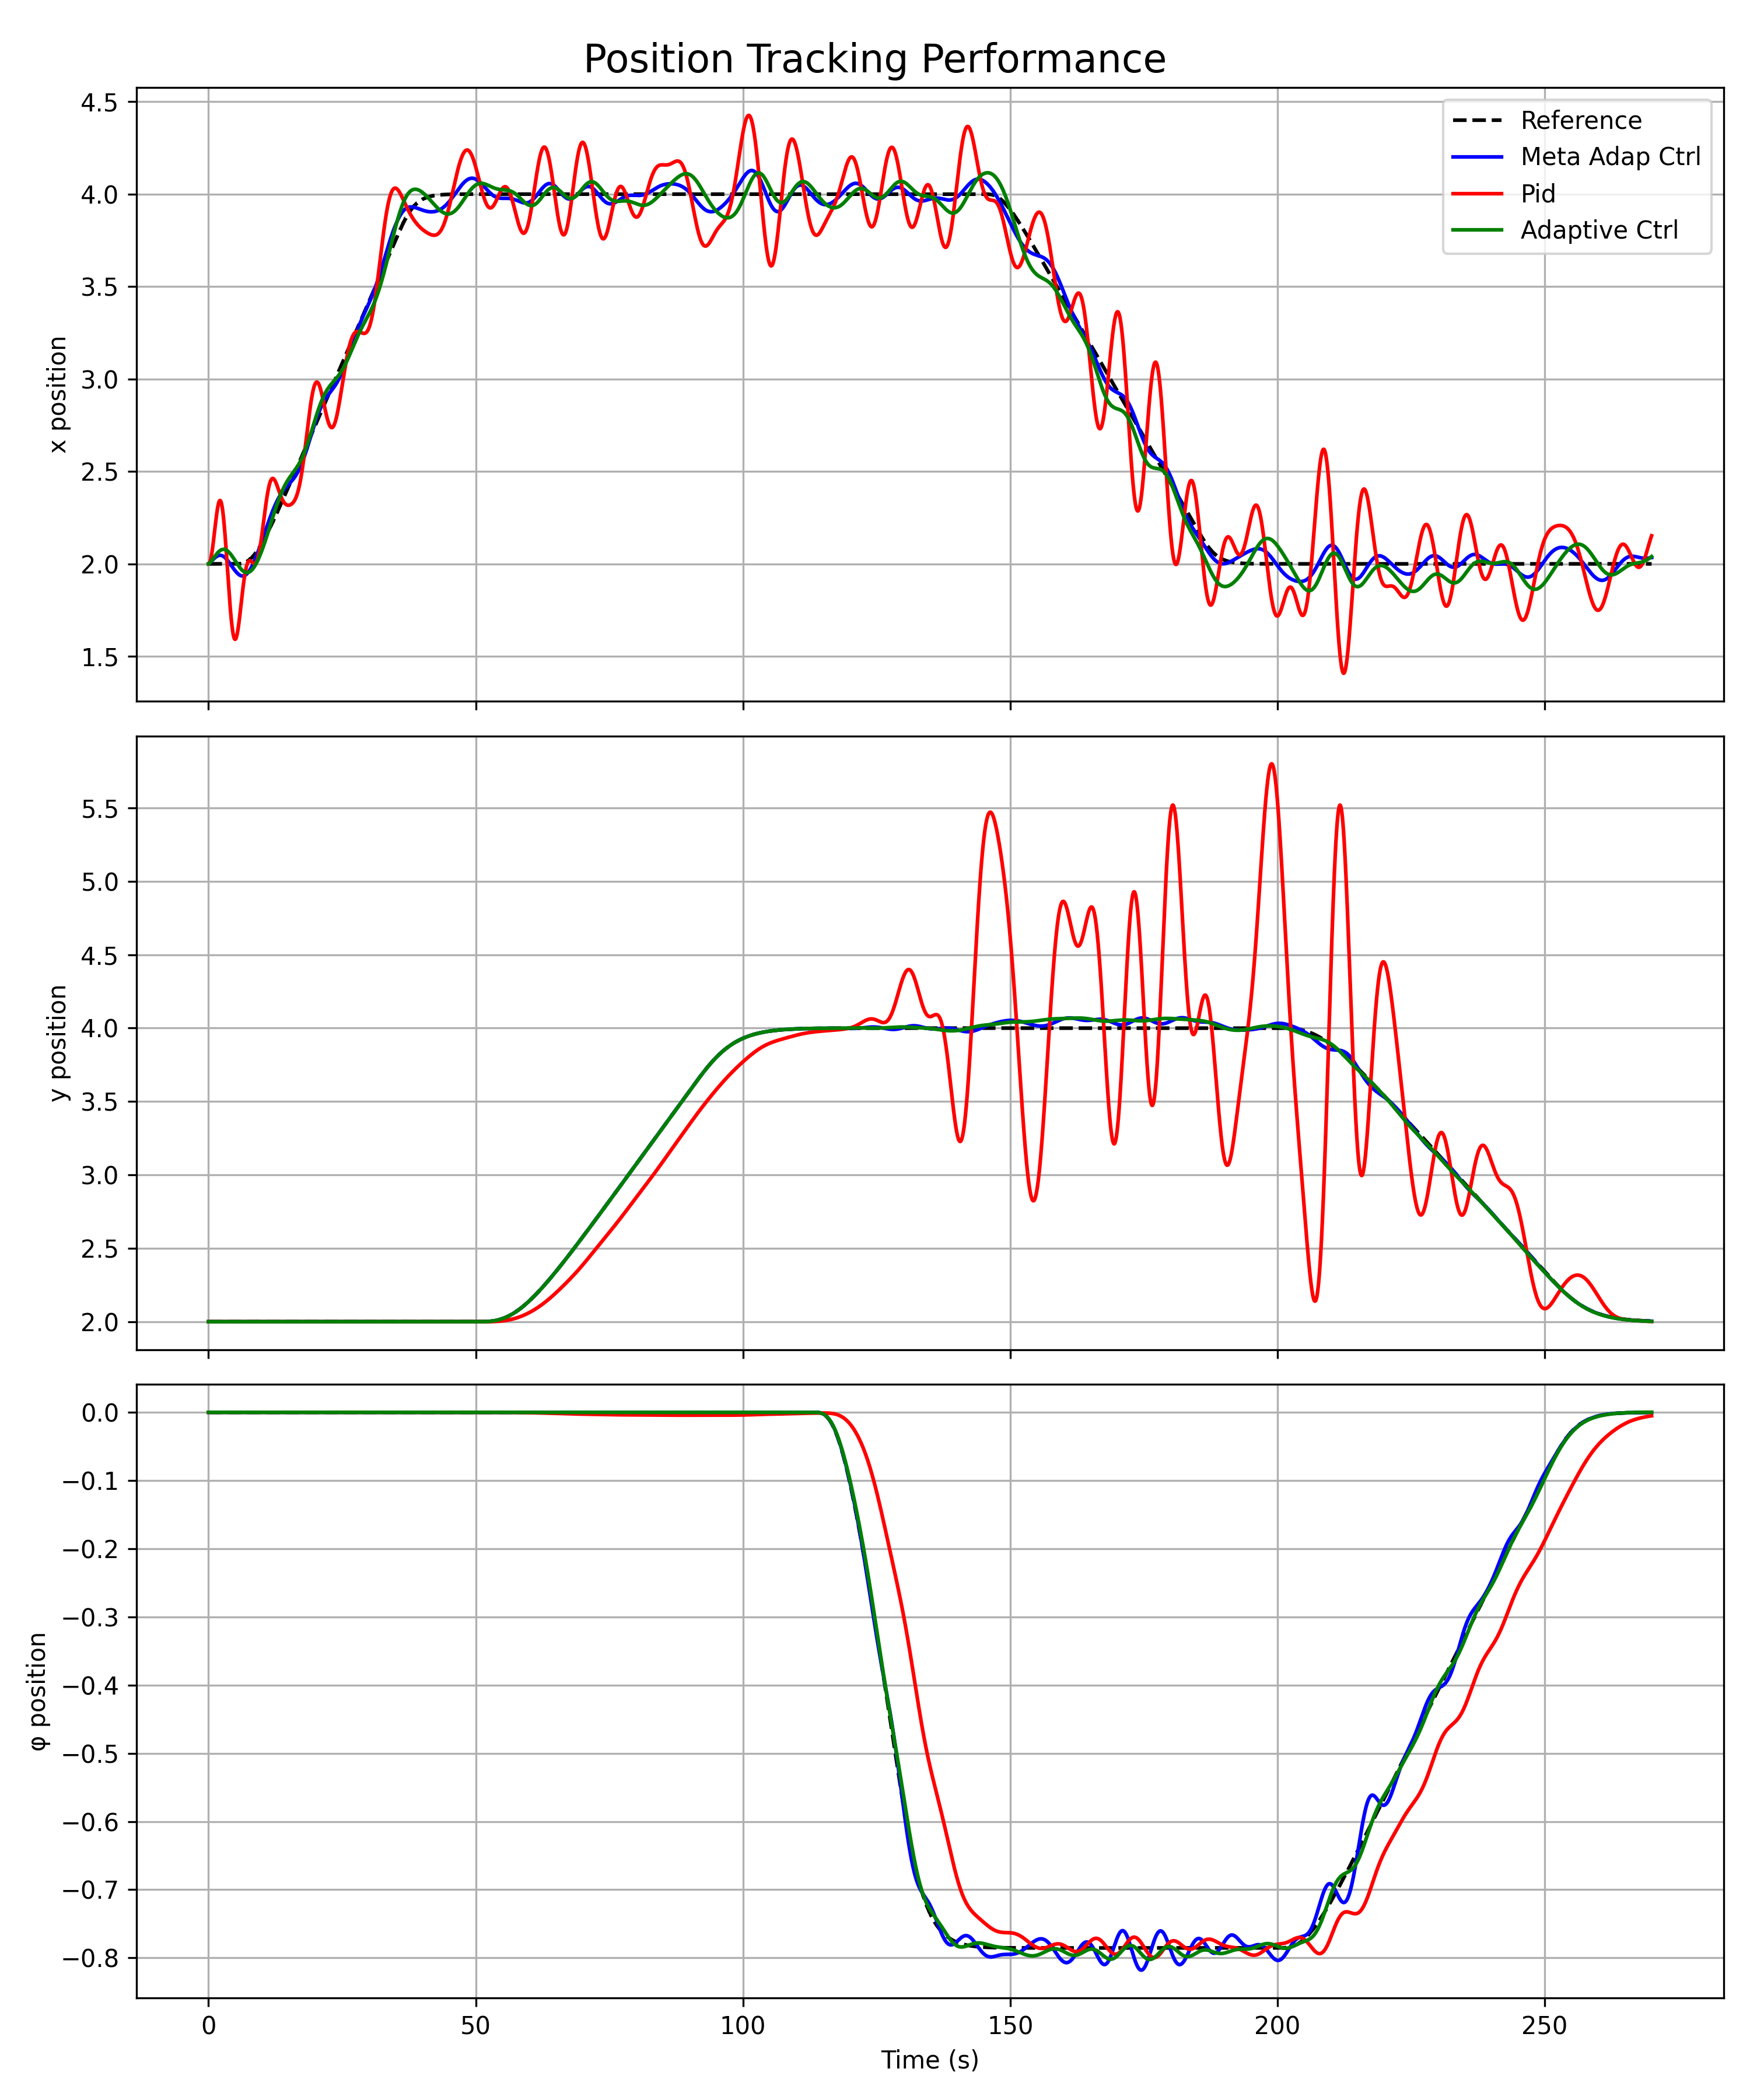 Position Tracking Performance
4.5
4.0
3.5
3.0
2.5
2.0
1.5
x position
Reference
Meta Adap Ctrl
Pid
Adaptive Ctrl
5.5
5.0
4.5
4.0
3.5
3.0
2.5
2.0
y position
0.0
−0.1
−0.2
−0.3
−0.4
−0.5
−0.6
−0.7
−0.8
φ position
0 50 100 150 200 250
Time (s)